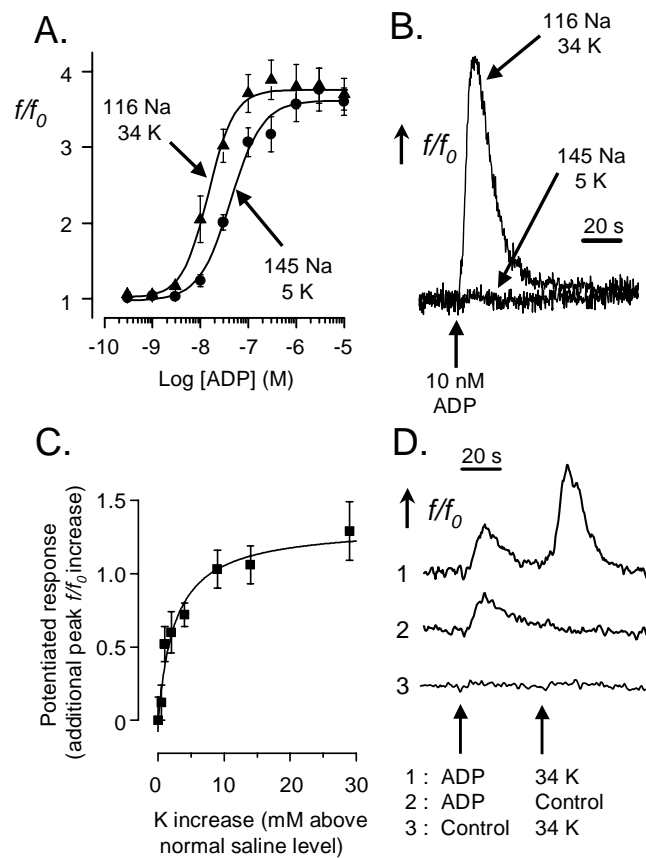 A.
f/f0
4
3
2
1
116 Na
34 K
145 Na
5 K
-10
-9
-8
-7
-6
-5
Log [ADP] (M)
B.
116 Na
34 K
f/f0
145 Na
5 K
20 s
10 nM
ADP
C.
Potentiated response
(additional peak f/f0 increase)
1.5
1.0
0.5
0
0
10
20
30
K increase (mM above
normal saline level)
D.
20 s
f/f0
1
2
3
1 : ADP 34 K
2 : ADP Control
3 : Control 34 K